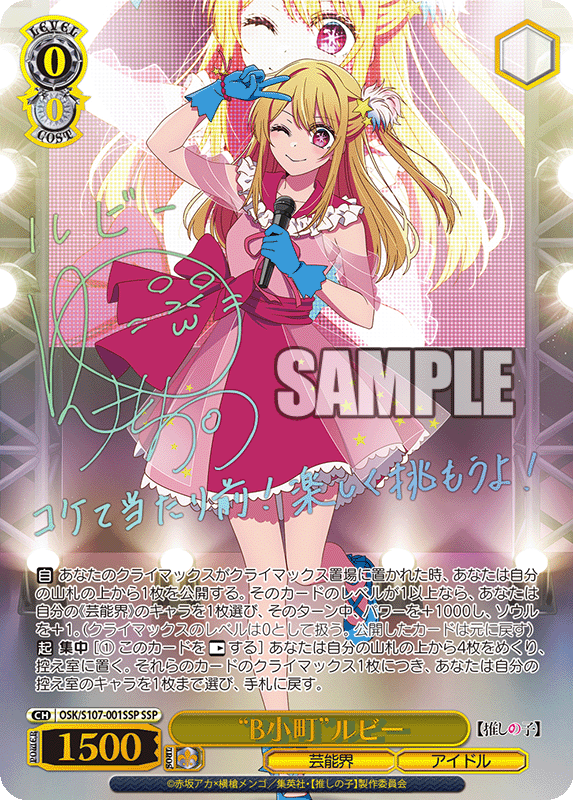 LEVEL
0
0
COST
ルビー
SAMPLE
コケて当たり前!楽しく挑もうよ!
自 あなたのクライマックスがクライマックス置場に置かれた時、あなたは自分
の山札の上から1枚を公開する。そのカードのレベルが1以上なら、あなたは
自分の《芸能界》のキャラを1枚選び、そのターン中、パワーを+1000し、ソウル
を+1。(クライマックスのレベルは0として扱う。公開したカードは元に戻す)
起 集中 [① このカードを する] あなたは自分の山札の上から4枚をめくり、
控え室に置く。それらのカードのクライマックス1枚につき、あなたは自分の
控え室のキャラを1枚まで選び、手札に戻す。
CH OSK/S107-001SSP SSP
"B小町"ルビー
【推しの子】
POWER
1500
SOUL
芸能界
アイドル
©赤坂アカ×横槍メンゴ/集英社・【推しの子】製作委員会